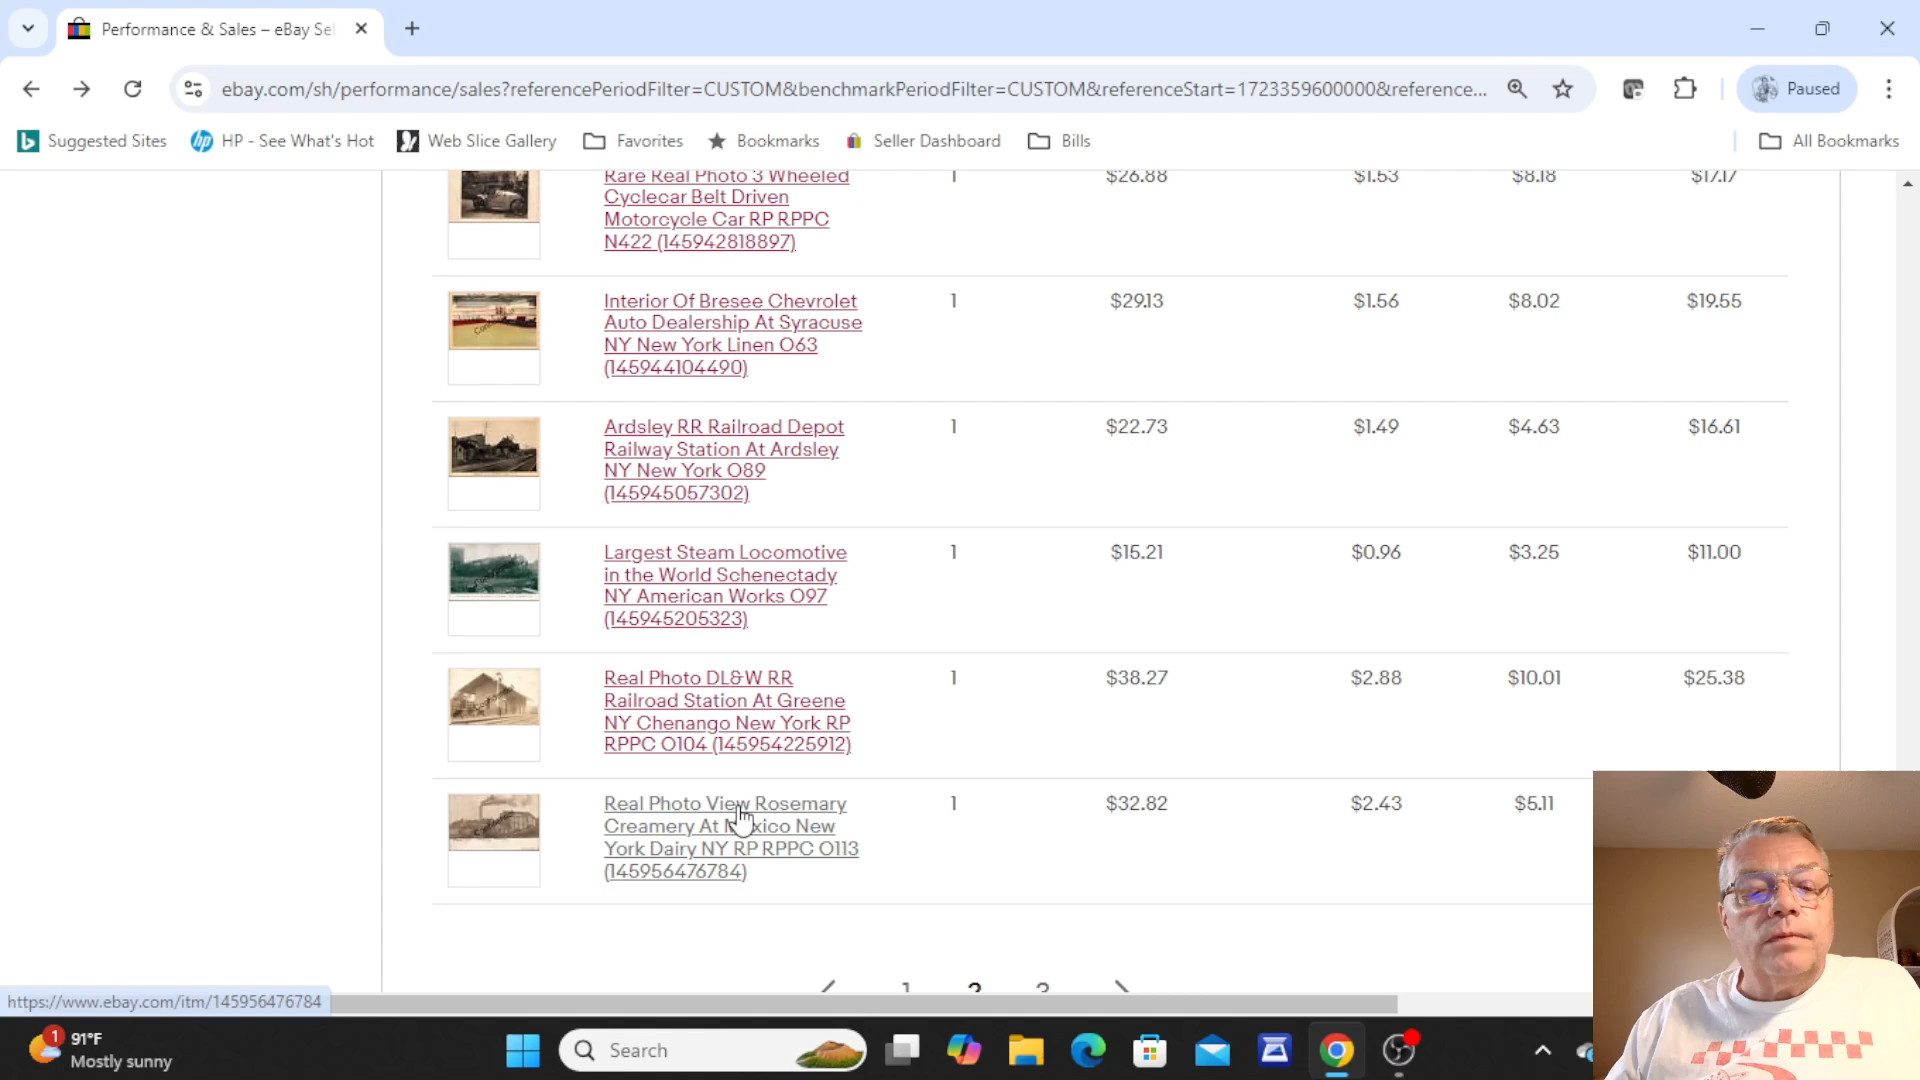 Performance & Sales – eBay Sel
ebay.com/sh/performance/sales?referencePeriodFilter=CUSTOM&benchmarkPeriodFilter=CUSTOM&referenceStart=1723359600000&reference...
Paused
Suggested Sites
HP - See What's Hot
Web Slice Gallery
Favorites
Bookmarks
Seller Dashboard
Bills
All Bookmarks
Rare Real Photo 3 Wheeled 1 $26.88 $1.53 $8.18 $17.17
Cyclecar Belt Driven
Motorcycle Car RP RPPC
N422 (145942818897)
Interior Of Bresee Chevrolet 1 $29.13 $1.56 $8.02 $19.55
Auto Dealership At Syracuse
NY New York Linen O63
(145944104490)
Ardsley RR Railroad Depot 1 $22.73 $1.49 $4.63 $16.61
Railway Station At Ardsley
NY New York O89
(145945057302)
Largest Steam Locomotive 1 $15.21 $0.96 $3.25 $11.00
in the World Schenectady
NY American Works O97
(145945205323)
Real Photo DL&W RR 1 $38.27 $2.88 $10.01 $25.38
Railroad Station At Greene
NY Chenango New York RP
RPPC O104 (145954225912)
Real Photo View Rosemary 1 $32.82 $2.43 $5.11
Creamery At Mexico New
York Dairy NY RP RPPC O113
(145956476784)
1 2 3
https://www.ebay.com/itm/145956476784
1
91°F
Mostly sunny
Search